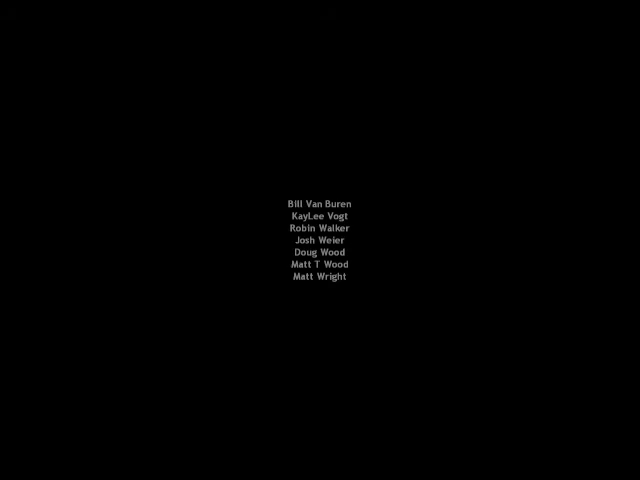 Bill Van Buren
KayLee Vogt
Robin Walker
Josh Weier
Doug Wood
Matt T Wood
Matt Wright